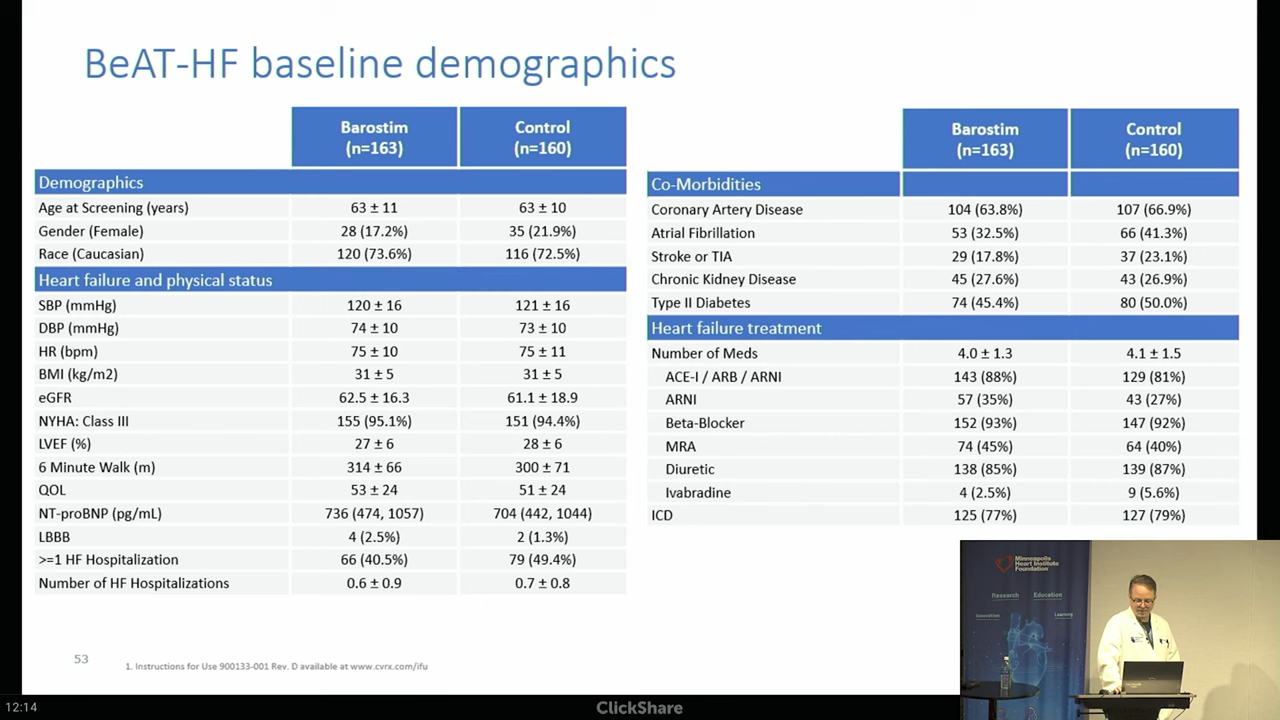 BeAT-HF baseline demographics
Barostim (n=163) Control (n=160)
Demographics
Age at Screening (years) 63 ± 11 63 ± 10
Gender (Female) 28 (17.2%) 35 (21.9%)
Race (Caucasian) 120 (73.6%) 116 (72.5%)
Heart failure and physical status
SBP (mmHg) 120 ± 16 121 ± 16
DBP (mmHg) 74 ± 10 73 ± 10
HR (bpm) 75 ± 10 75 ± 11
BMI (kg/m2) 31 ± 5 31 ± 5
eGFR 62.5 ± 16.3 61.1 ± 18.9
NYHA: Class III 155 (95.1%) 151 (94.4%)
LVEF (%) 27 ± 6 28 ± 6
6 Minute Walk (m) 314 ± 66 300 ± 71
QOL 53 ± 24 51 ± 24
NT-proBNP (pg/mL) 736 (474, 1057) 704 (442, 1044)
LBBB 4 (2.5%) 2 (1.3%)
>=1 HF Hospitalization 66 (40.5%) 79 (49.4%)
Number of HF Hospitalizations 0.6 ± 0.9 0.7 ± 0.8
Barostim (n=163) Control (n=160)
Co-Morbidities
Coronary Artery Disease 104 (63.8%) 107 (66.9%)
Atrial Fibrillation 53 (32.5%) 66 (41.3%)
Stroke or TIA 29 (17.8%) 37 (23.1%)
Chronic Kidney Disease 45 (27.6%) 43 (26.9%)
Type II Diabetes 74 (45.4%) 80 (50.0%)
Heart failure treatment
Number of Meds 4.0 ± 1.3 4.1 ± 1.5
ACE-I / ARB / ARNI 143 (88%) 129 (81%)
ARNI 57 (35%) 43 (27%)
Beta-Blocker 152 (93%) 147 (92%)
MRA 74 (45%) 64 (40%)
Diuretic 138 (85%) 139 (87%)
Ivabradine 4 (2.5%) 9 (5.6%)
ICD 125 (77%) 127 (79%)
53
1. Instructions for Use 900133-001 Rev. D available at www.cvrx.com/ifu
Minneapolis
Heart Institute
Foundation
Research Education
Innovation Learning
12:14
ClickShare